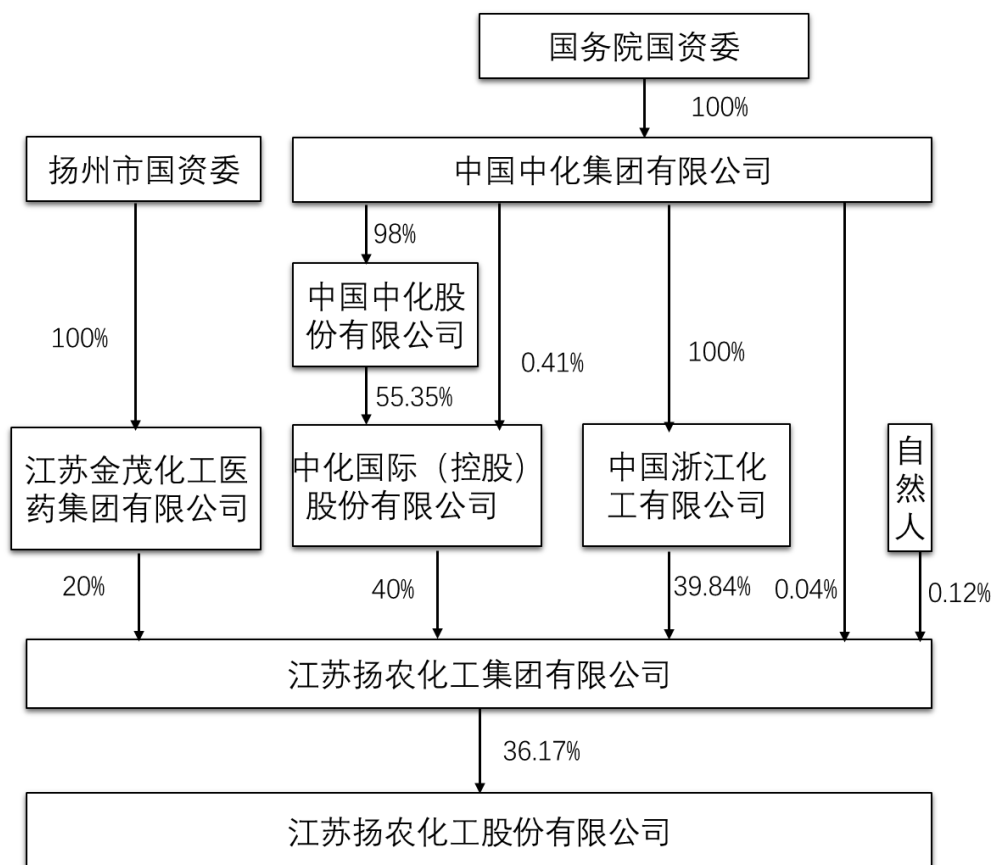 国务院国资委
100%
扬州市国资委
中国中化集团有限公司
98%
中国中化股
份有限公司
100%
0.41%
100%
55.35%
江苏金茂化工医
药集团有限公司
中化国际（控股）
股份有限公司
中国浙江化
工有限公司
自
然
人
20%
40%
39.84%
0.04%
0.12%
江苏扬农化工集团有限公司
36.17%
江苏扬农化工股份有限公司